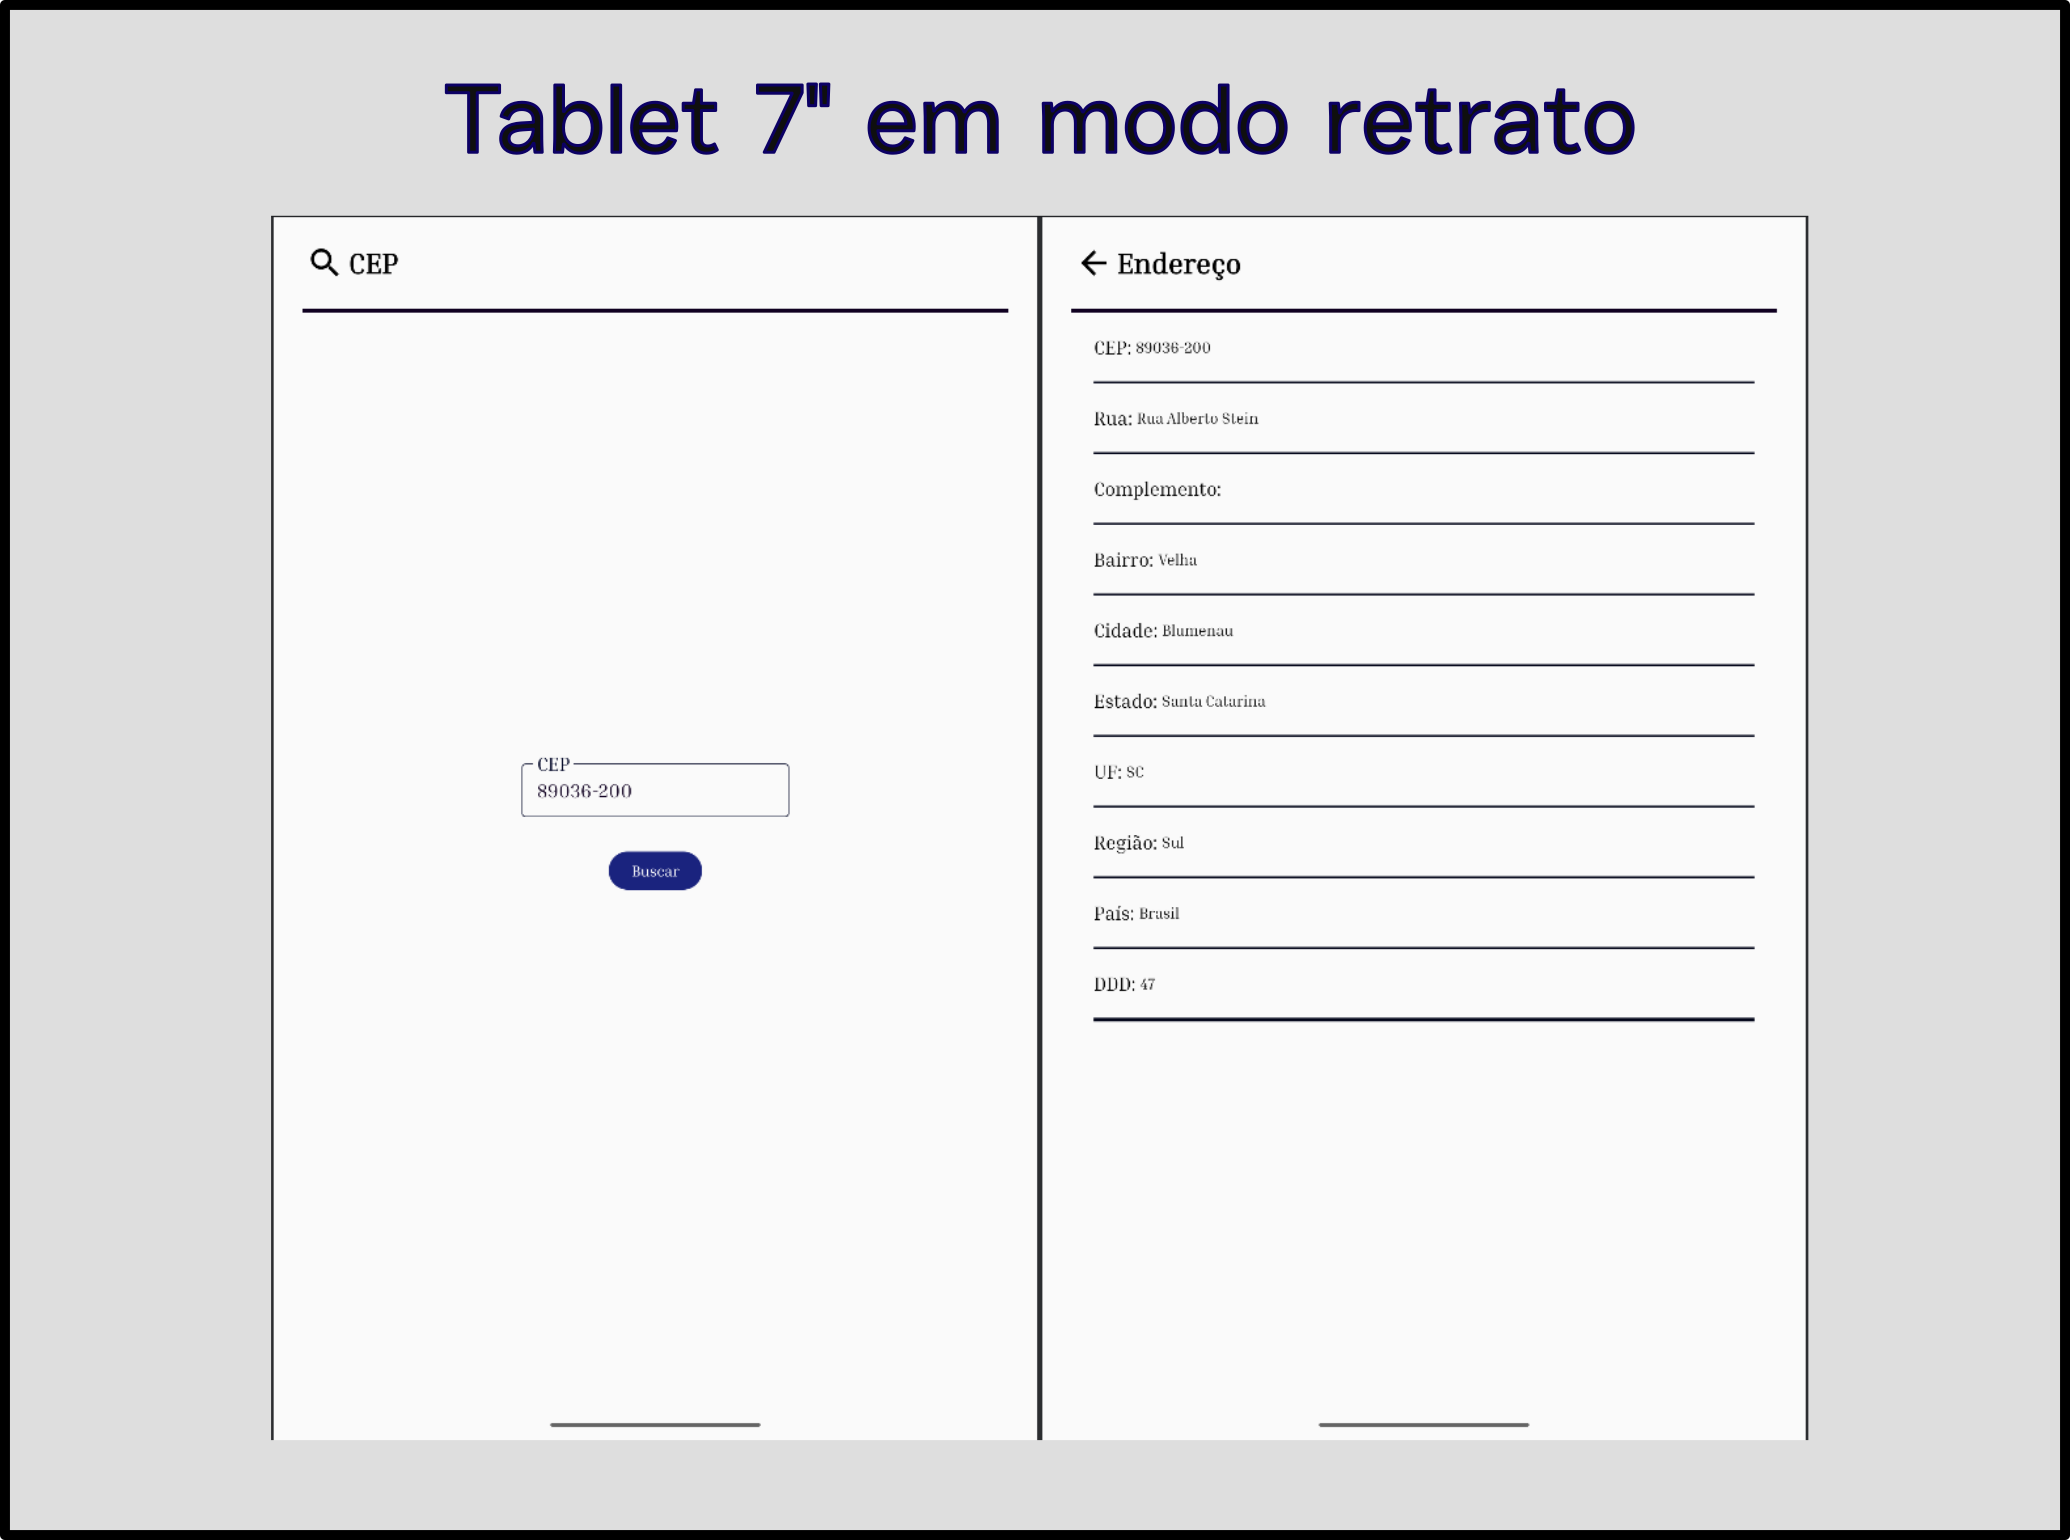 Tablet 7" em modo retrato
CEP
CEP
89036-200
Buscar
Endereço
CEP: 89036-200
Rua: Rua Alberto Stein
Complemento:
Bairro: Velha
Cidade: Blumenau
Estado: Santa Catarina
UF: SC
Região: Sul
País: Brasil
DDD: 47